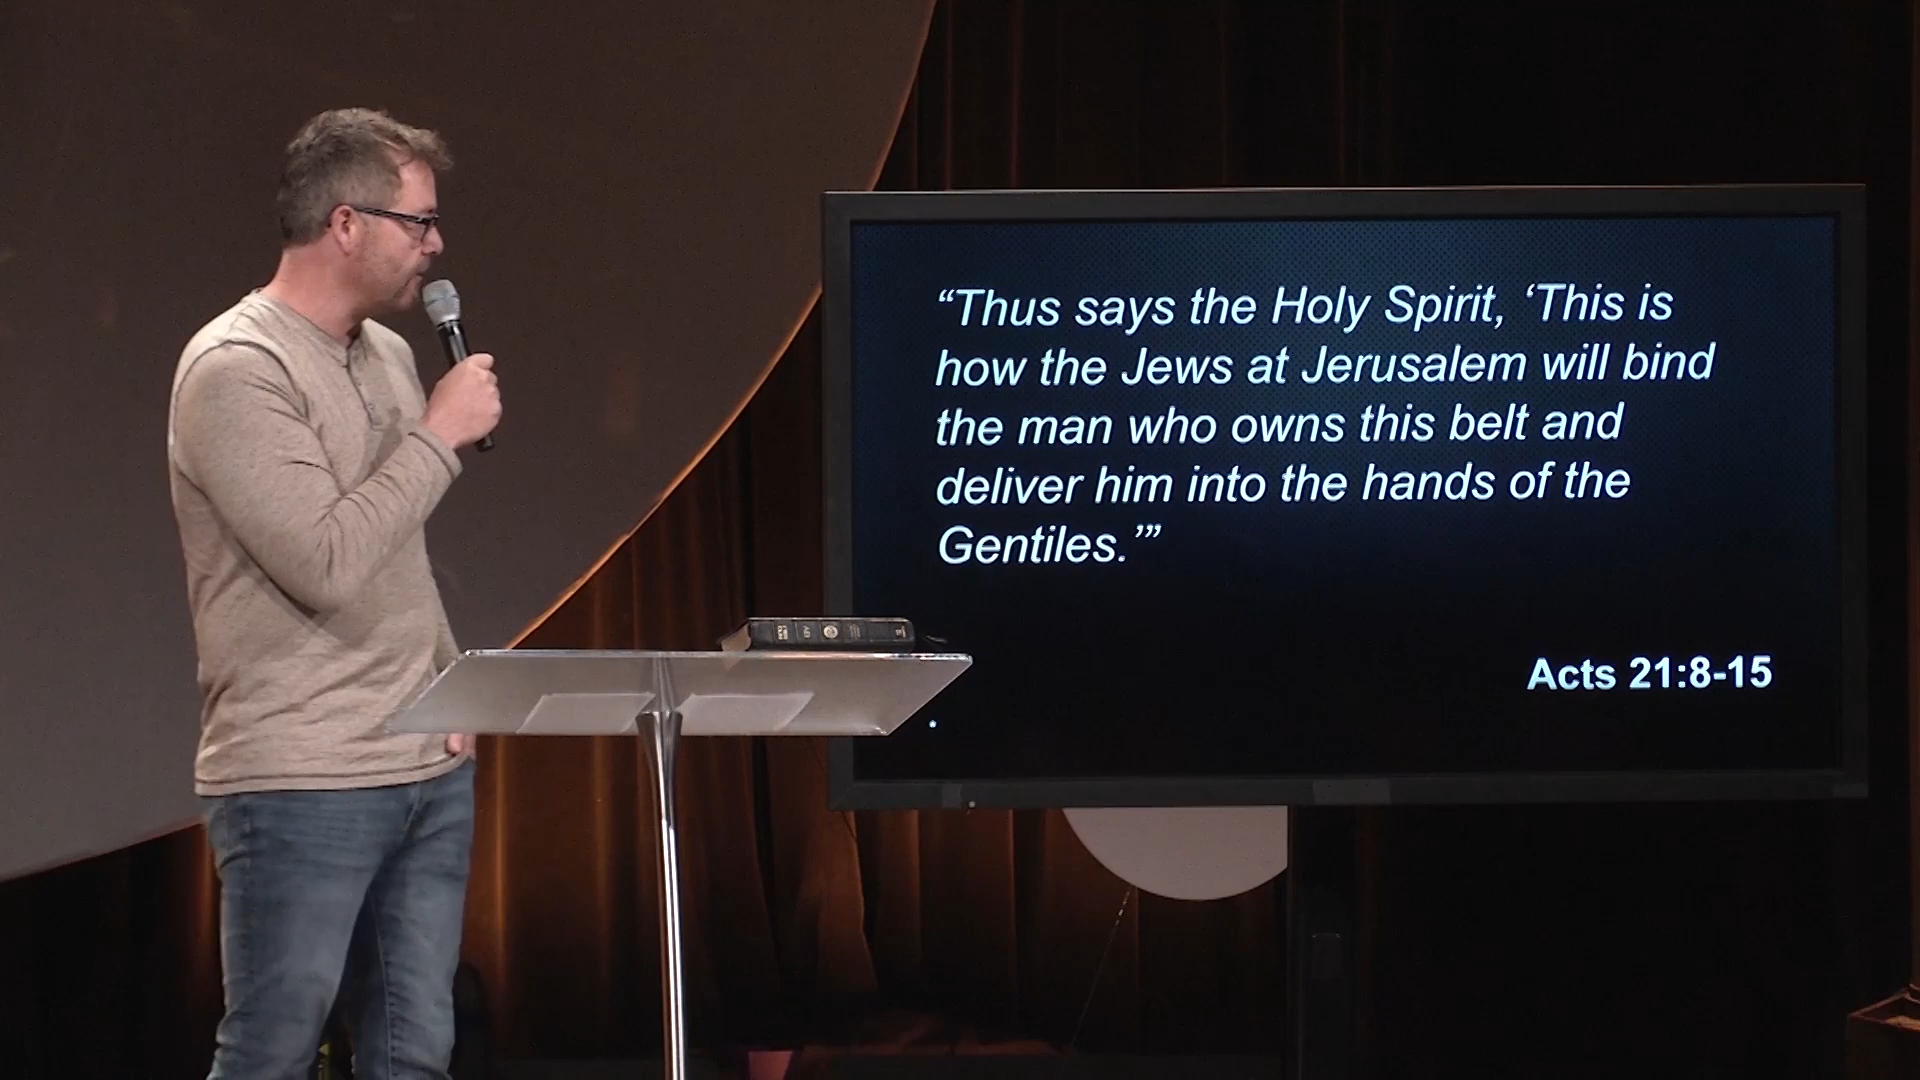 “Thus says the Holy Spirit, ‘This is
how the Jews at Jerusalem will bind
the man who owns this belt and
deliver him into the hands of the
Gentiles.’”
Acts 21:8-15